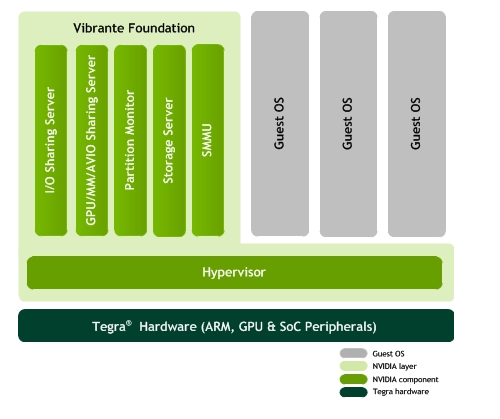 Vibrante Foundation
I/O Sharing Server
GPU/MM/AVIO Sharing Server
Partition Monitor
Storage Server
SMMU
Guest OS
Guest OS
Guest OS
Hypervisor
Tegra® Hardware (ARM, GPU & SoC Peripherals)
Guest OS
NVIDIA layer
NVIDIA component
Tegra hardware